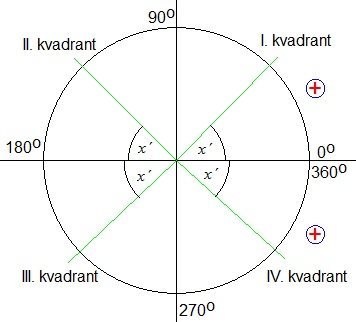 90°
II. kvadrant
I. kvadrant
+
180°
x´
x´
0°
360°
x´
x´
+
III. kvadrant
IV. kvadrant
270°